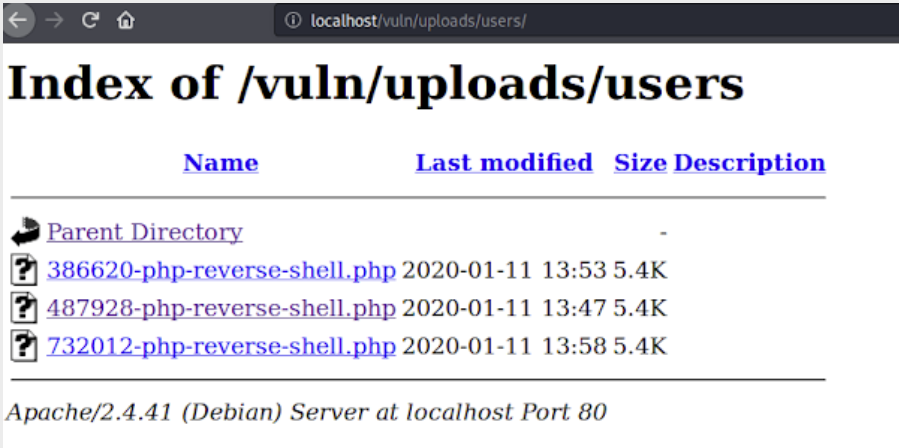 localhost/vuln/uploads/users/
Index of /vuln/uploads/users
Name Last modified Size Description
Parent Directory -
386620-php-reverse-shell.php 2020-01-11 13:53 5.4K
487928-php-reverse-shell.php 2020-01-11 13:47 5.4K
732012-php-reverse-shell.php 2020-01-11 13:58 5.4K
Apache/2.4.41 (Debian) Server at localhost Port 80